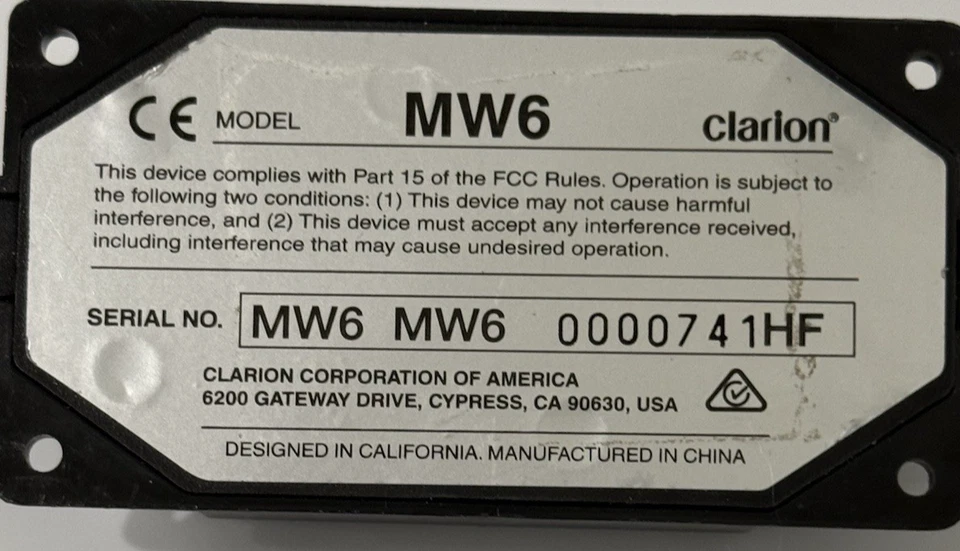 CE MODEL MW6 clarion®
This device complies with Part 15 of the FCC Rules. Operation is subject to
the following two conditions: (1) This device may not cause harmful
interference, and (2) This device must accept any interference received,
including interference that may cause undesired operation.
SERIAL NO. MW6 MW6 0000741HF
CLARION CORPORATION OF AMERICA
6200 GATEWAY DRIVE, CYPRESS, CA 90630, USA
DESIGNED IN CALIFORNIA. MANUFACTURED IN CHINA